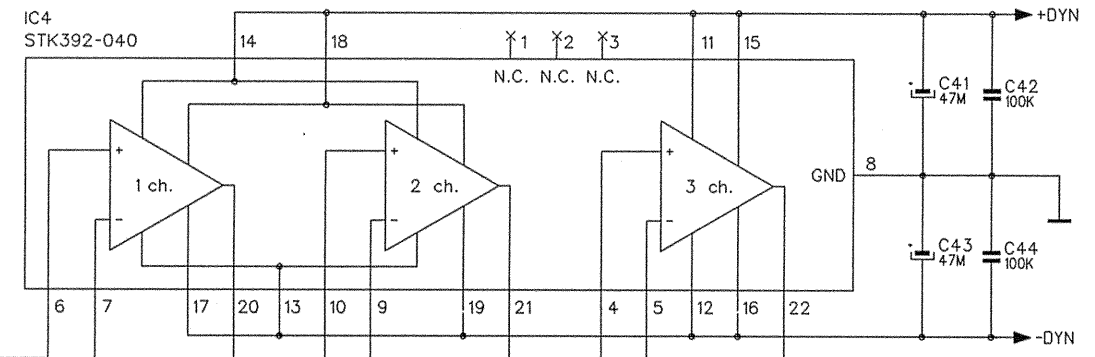 IC4
STK392-040
14
18
1
2
3
11
15
+DYN
N.C. N.C. N.C.
C41
47M
C42
100K
+
+
+
1 ch.
2 ch.
3 ch.
GND
8
-
-
-
C43
47M
C44
100K
6
7
17
20
13
10
9
19
21
4
5
12
16
22
-DYN